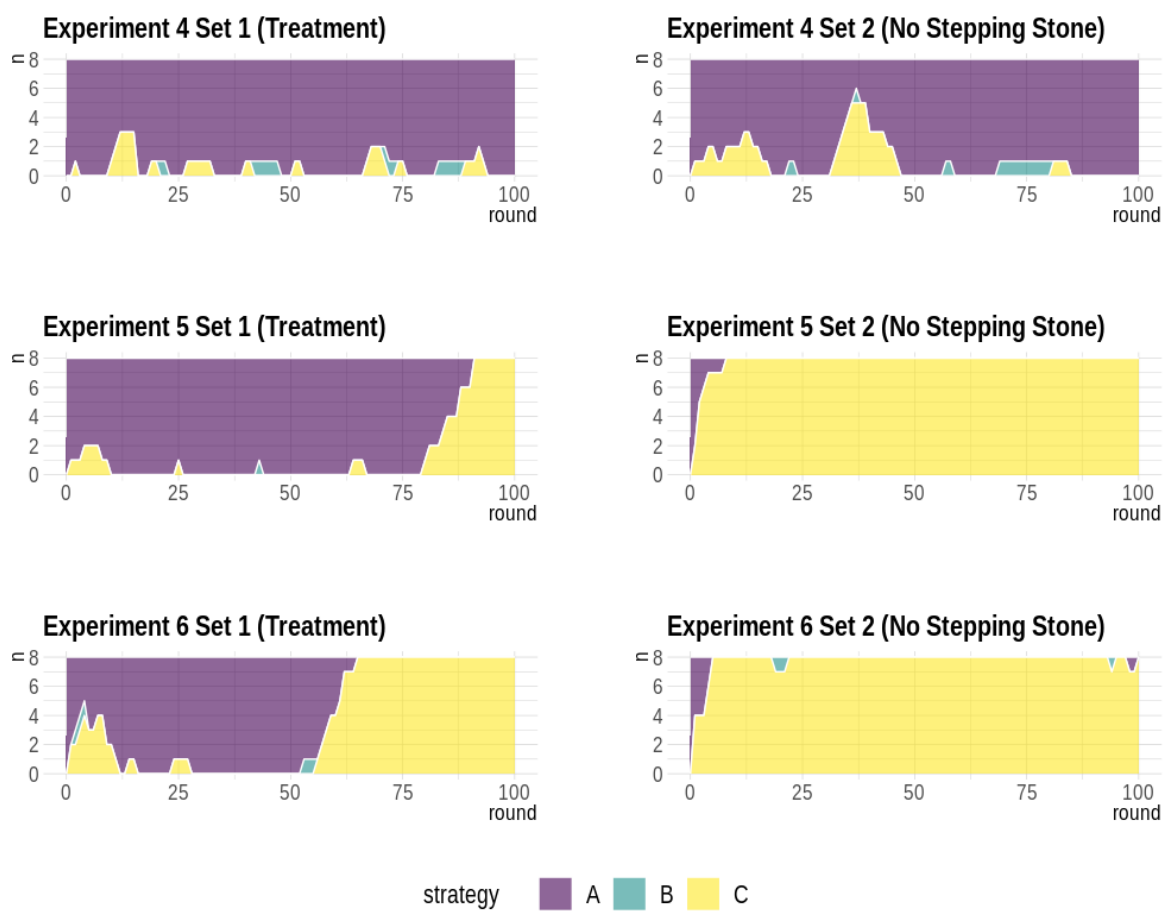 Experiment 4 Set 1 (Treatment)
n
8
6
4
2
0
0 25 50 75 100
round
Experiment 4 Set 2 (No Stepping Stone)
n
8
6
4
2
0
0 25 50 75 100
round
Experiment 5 Set 1 (Treatment)
n
8
6
4
2
0
0 25 50 75 100
round
Experiment 5 Set 2 (No Stepping Stone)
n
8
6
4
2
0
0 25 50 75 100
round
Experiment 6 Set 1 (Treatment)
n
8
6
4
2
0
0 25 50 75 100
round
Experiment 6 Set 2 (No Stepping Stone)
n
8
6
4
2
0
0 25 50 75 100
round
strategy A B C